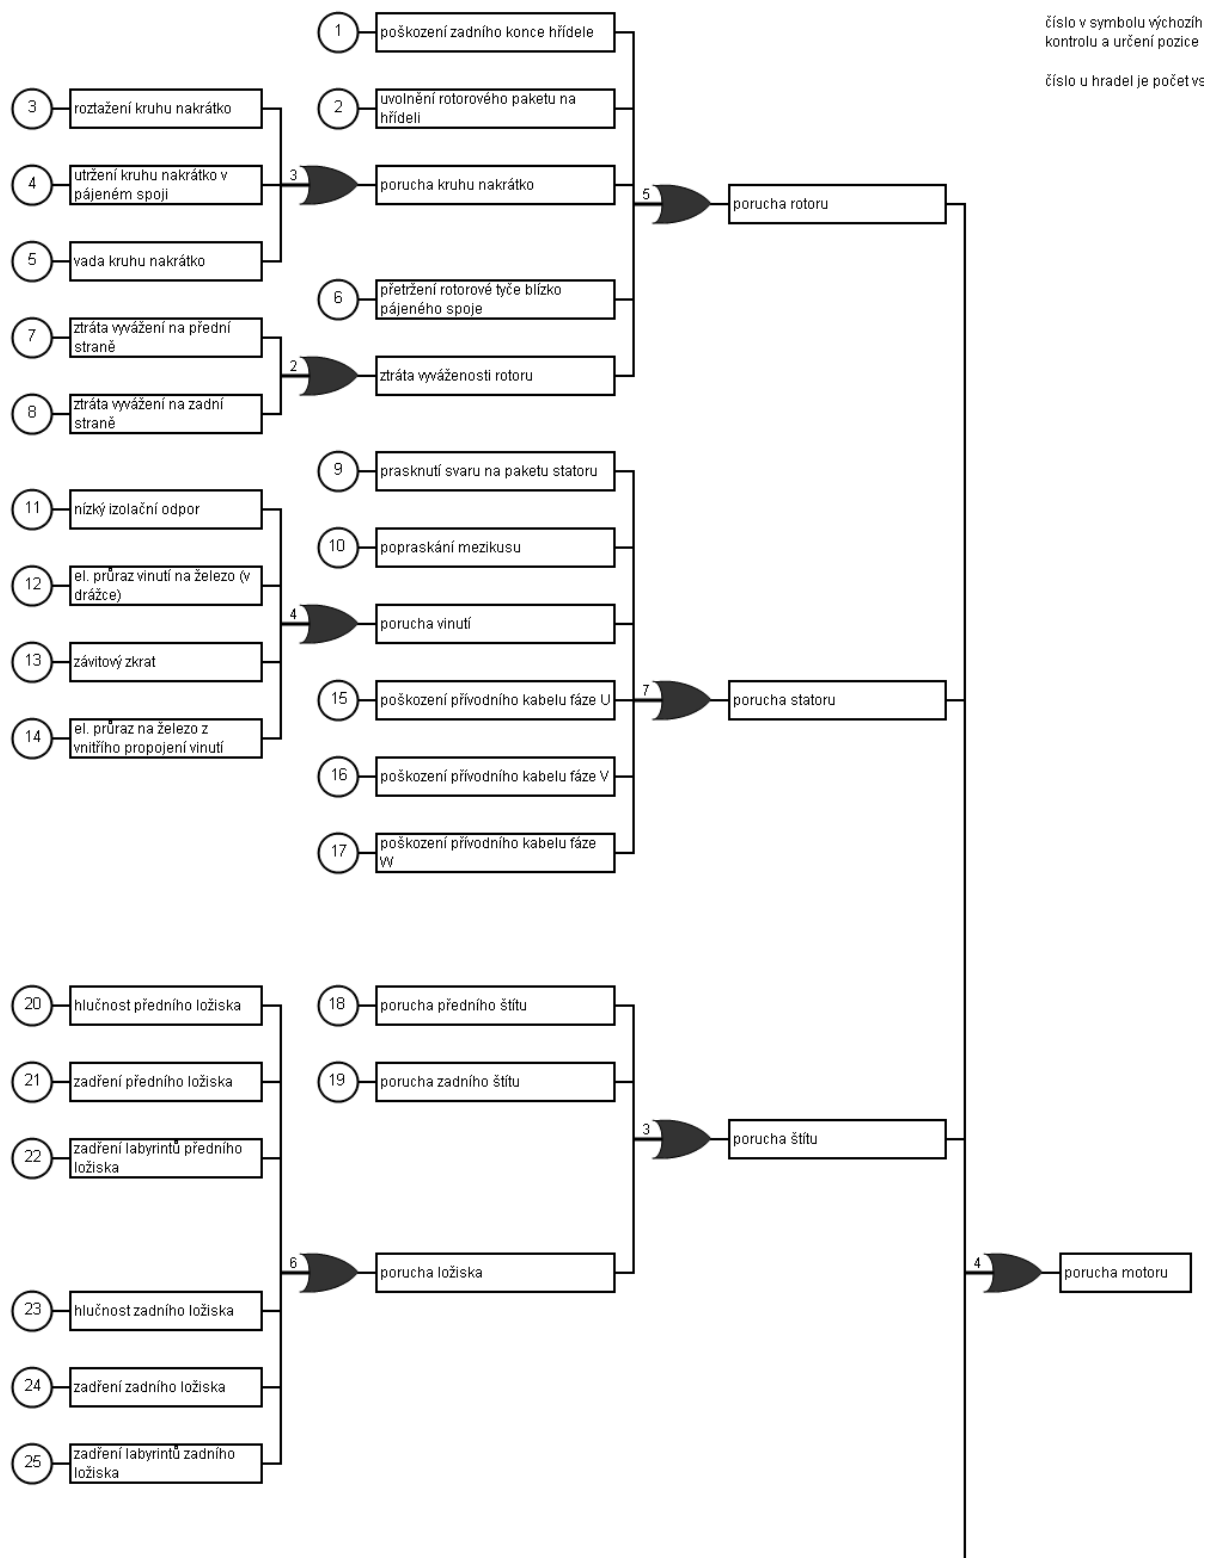 1
poškození zadního konce hřídele
číslo v symbolu výchozíh
kontrolu a určení pozice
číslo u hradel je počet vs
3
roztažení kruhu nakrátko
2
uvolnění rotorového paketu na
hřídeli
4
utržení kruhu nakrátko v
pájeném spoji
3
porucha kruhu nakrátko
5
porucha rotoru
5
vada kruhu nakrátko
6
přetržení rotorové tyče blízko
pájeného spoje
7
ztráta vyvážení na přední
straně
2
ztráta vyváženosti rotoru
8
ztráta vyvážení na zadní
straně
9
prasknutí svaru na paketu statoru
11
nízký izolační odpor
10
popraskání mezikusu
12
el. průraz vinutí na železo (v
drážce)
4
porucha vinutí
13
závitový zkrat
15
poškození přívodního kabelu fáze U
7
porucha statoru
14
el. průraz na železo z
vnitřího propojení vinutí
16
poškození přívodního kabelu fáze V
17
poškození přívodního kabelu fáze
W
20
hlučnost předního ložiska
18
porucha předního štítu
21
zadření předního ložiska
19
porucha zadního štítu
22
zadření labyrintů předního
ložiska
3
porucha štítu
6
porucha ložiska
4
porucha motoru
23
hlučnost zadního ložiska
24
zadření zadního ložiska
25
zadření labyrintů zadního
ložiska